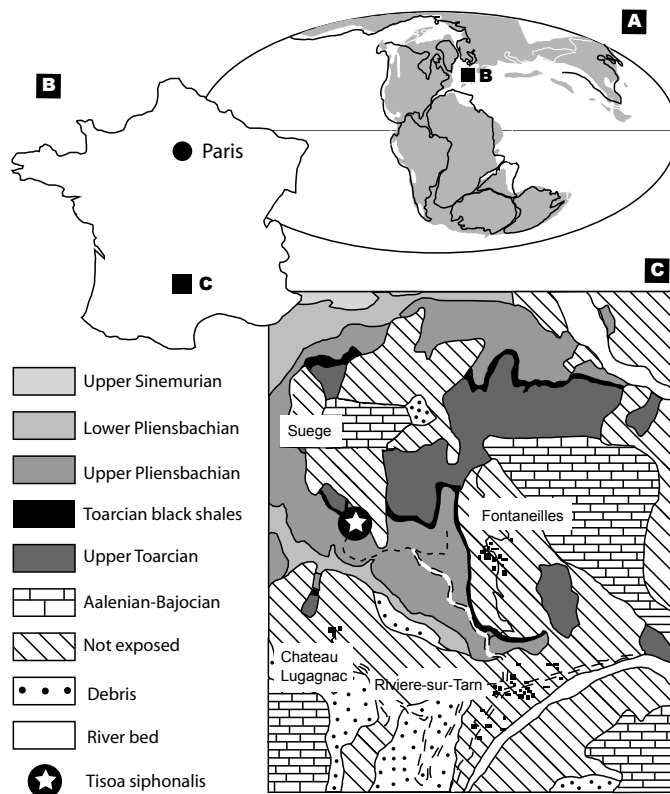 A
B
B
Paris
C
C
Upper Sinemurian
Lower Pliensbachian
Upper Pliensbachian
Toarcian black shales
Upper Toarcian
Aalenian-Bajocian
Not exposed
Debris
River bed
Tisoa siphonalis
Suege
Fontaneilles
Chateau
Lugagnac
Riviere-sur-Tarn